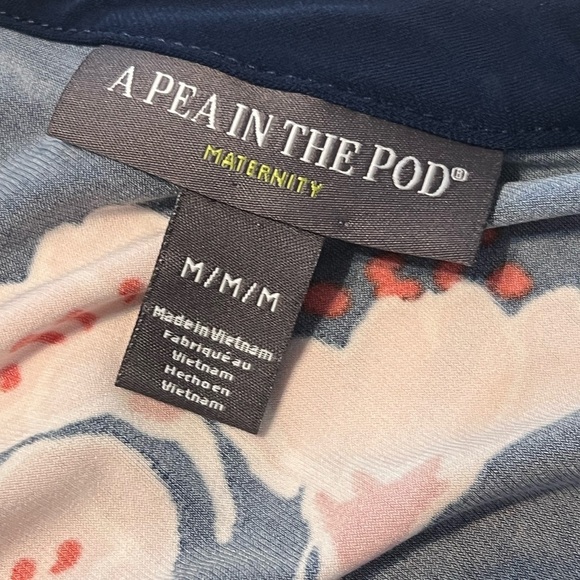 A PEA IN THE POD®
MATERNITY
M/M/M
Made in Vietnam
Fabriqué au
Vietnam
Hecho en
Vietnam